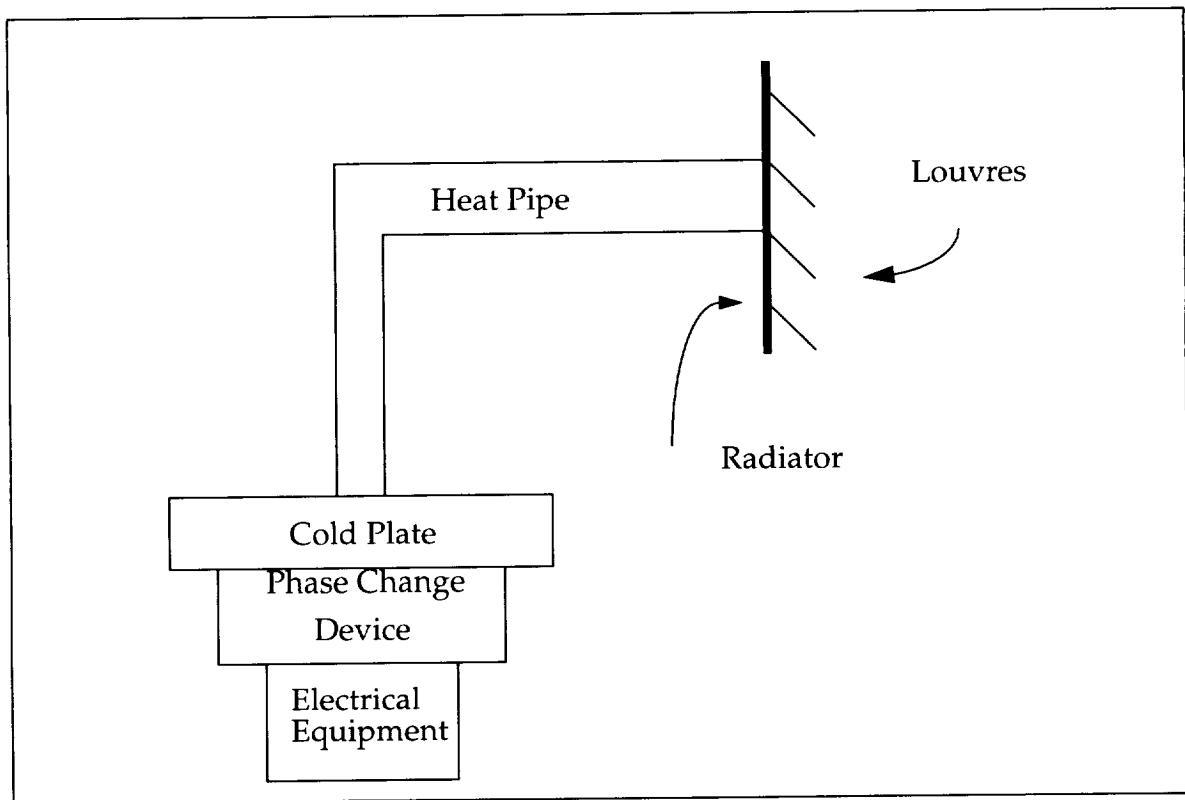 Louvres
Heat Pipe
Radiator
Cold Plate
Phase Change
Device
Electrical
Equipment